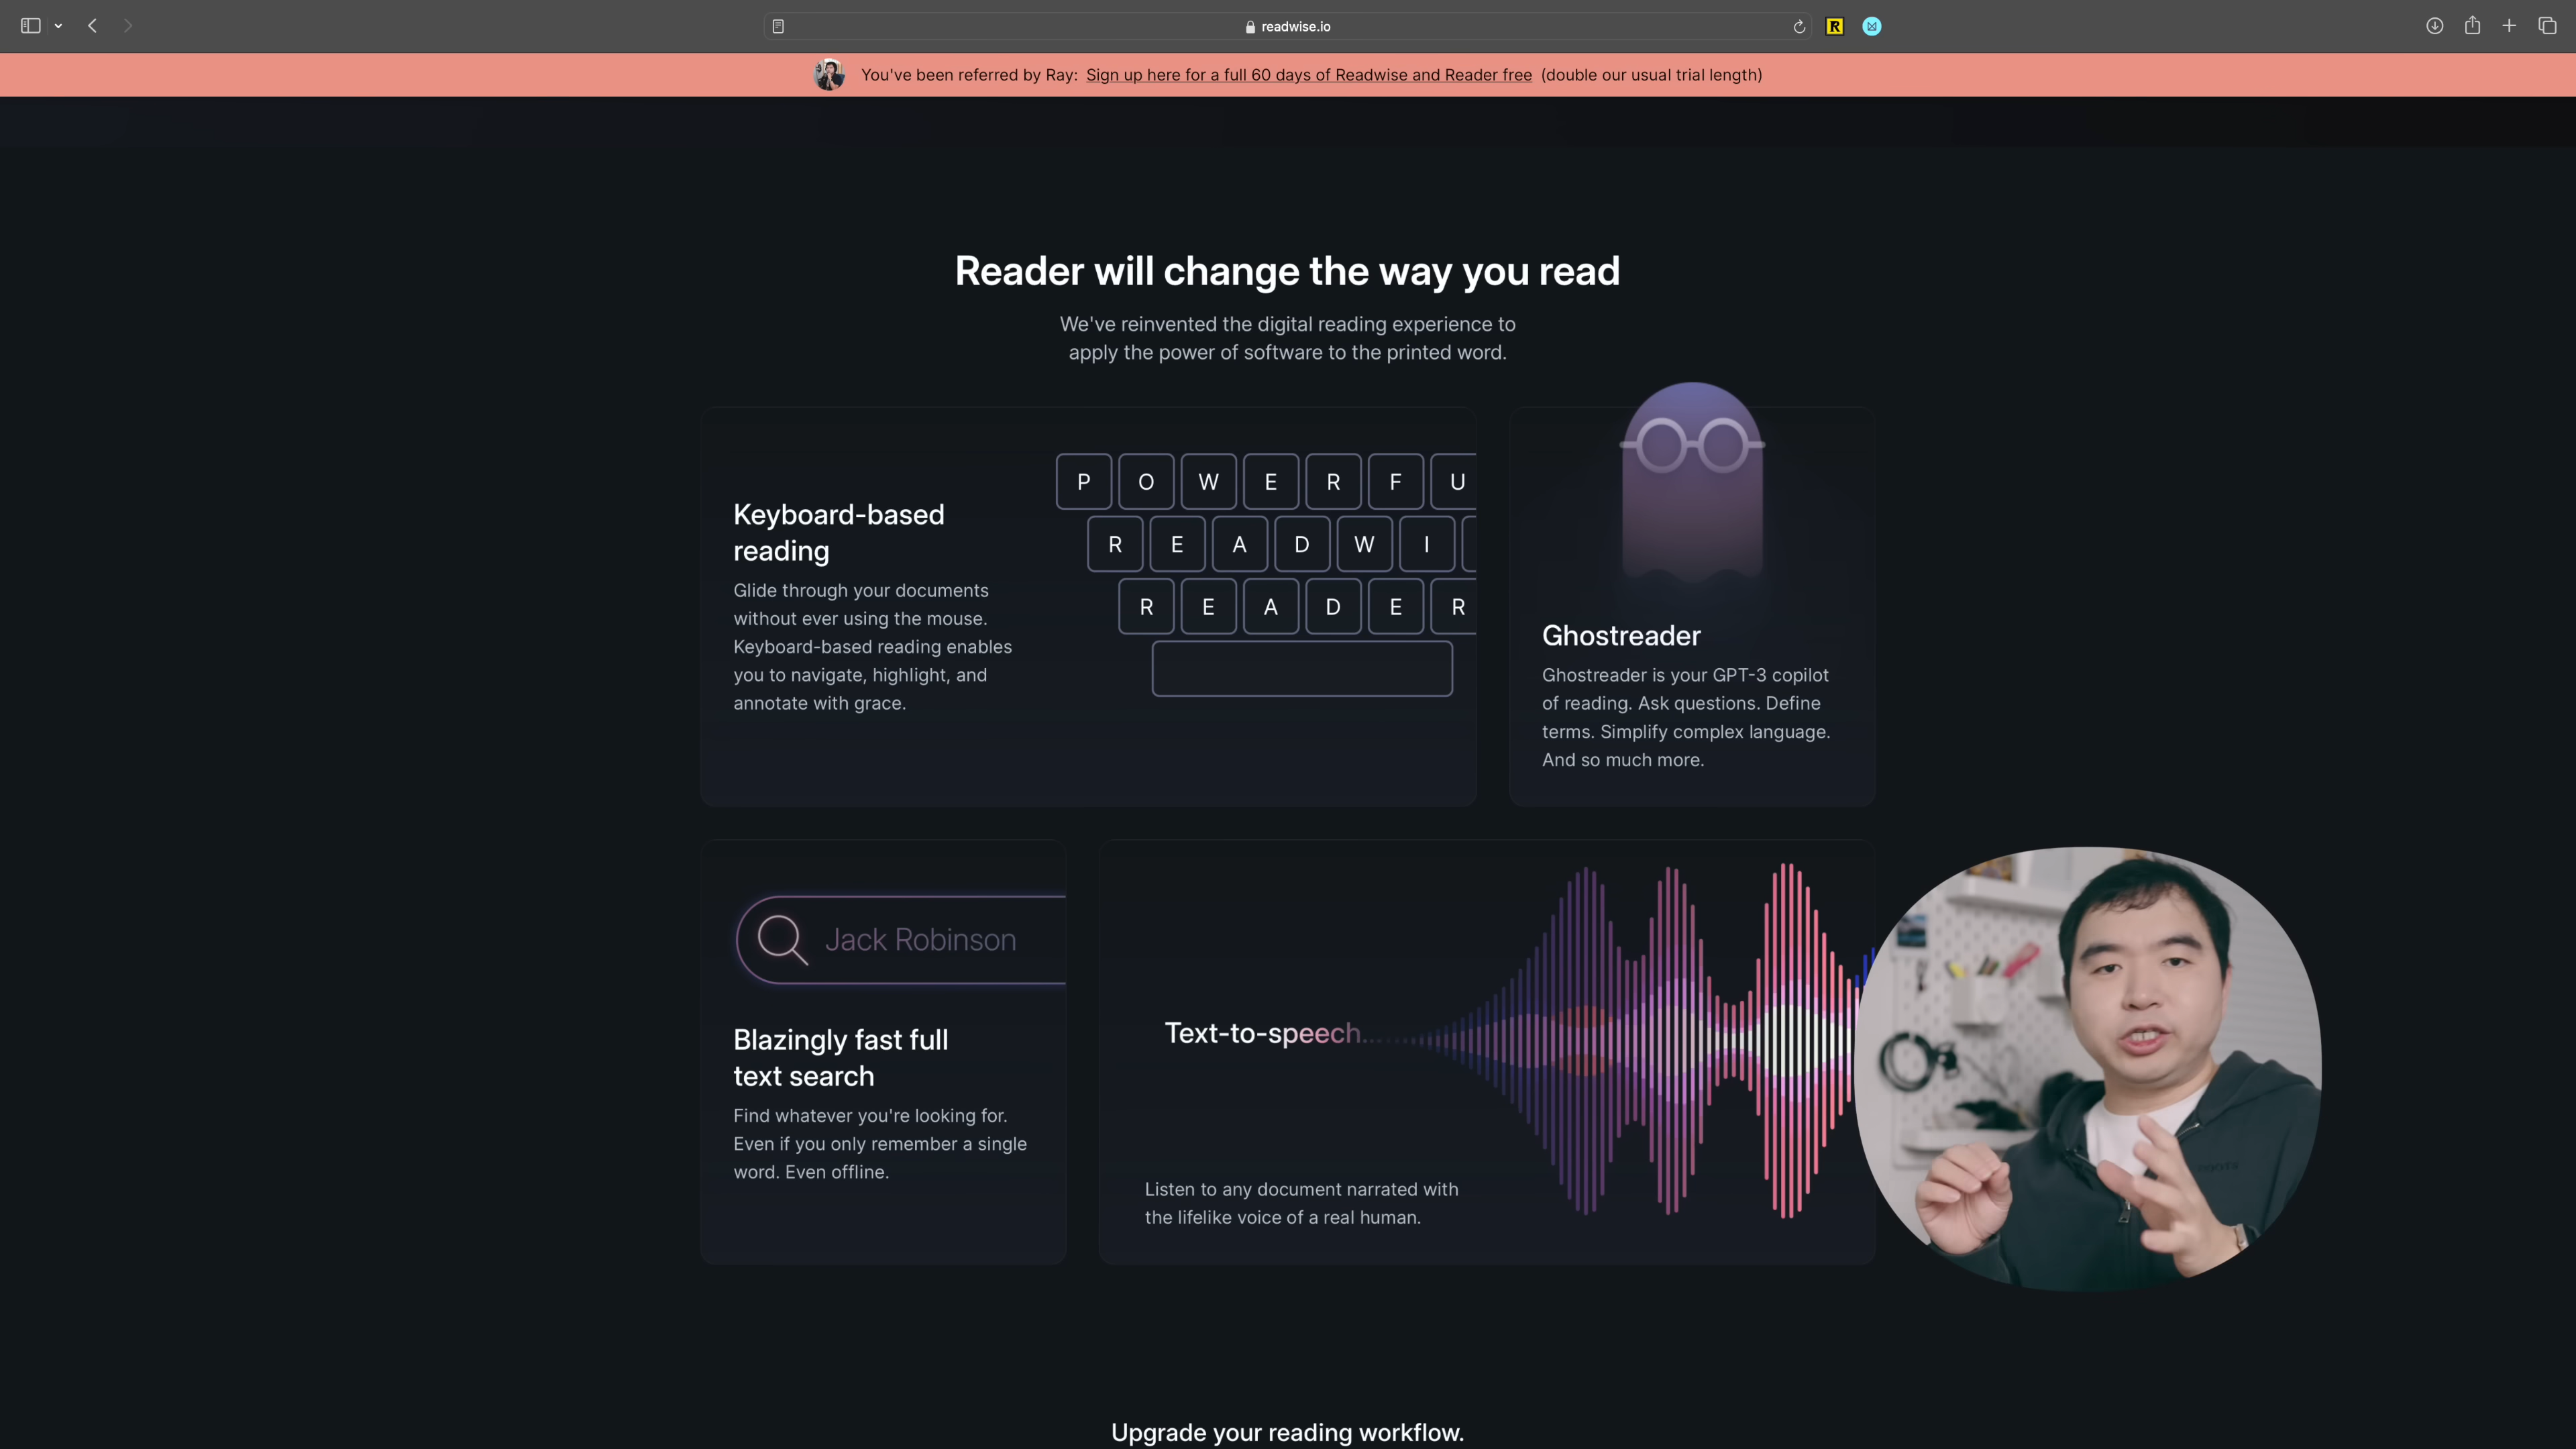 readwise.io
R
You've been referred by Ray: Sign up here for a full 60 days of Readwise and Reader free (double our usual trial length)
Reader will change the way you read
We've reinvented the digital reading experience to
apply the power of software to the printed word.
Keyboard-based
reading
Glide through your documents
without ever using the mouse.
Keyboard-based reading enables
you to navigate, highlight, and
annotate with grace.
P O W E R F U
R E A D W I
R E A D E R
Ghostreader
Ghostreader is your GPT-3 copilot
of reading. Ask questions. Define
terms. Simplify complex language.
And so much more.
Jack Robinson
Blazingly fast full
text search
Find whatever you're looking for.
Even if you only remember a single
word. Even offline.
Text-to-speech...
Listen to any document narrated with
the lifelike voice of a real human.
Upgrade your reading workflow.